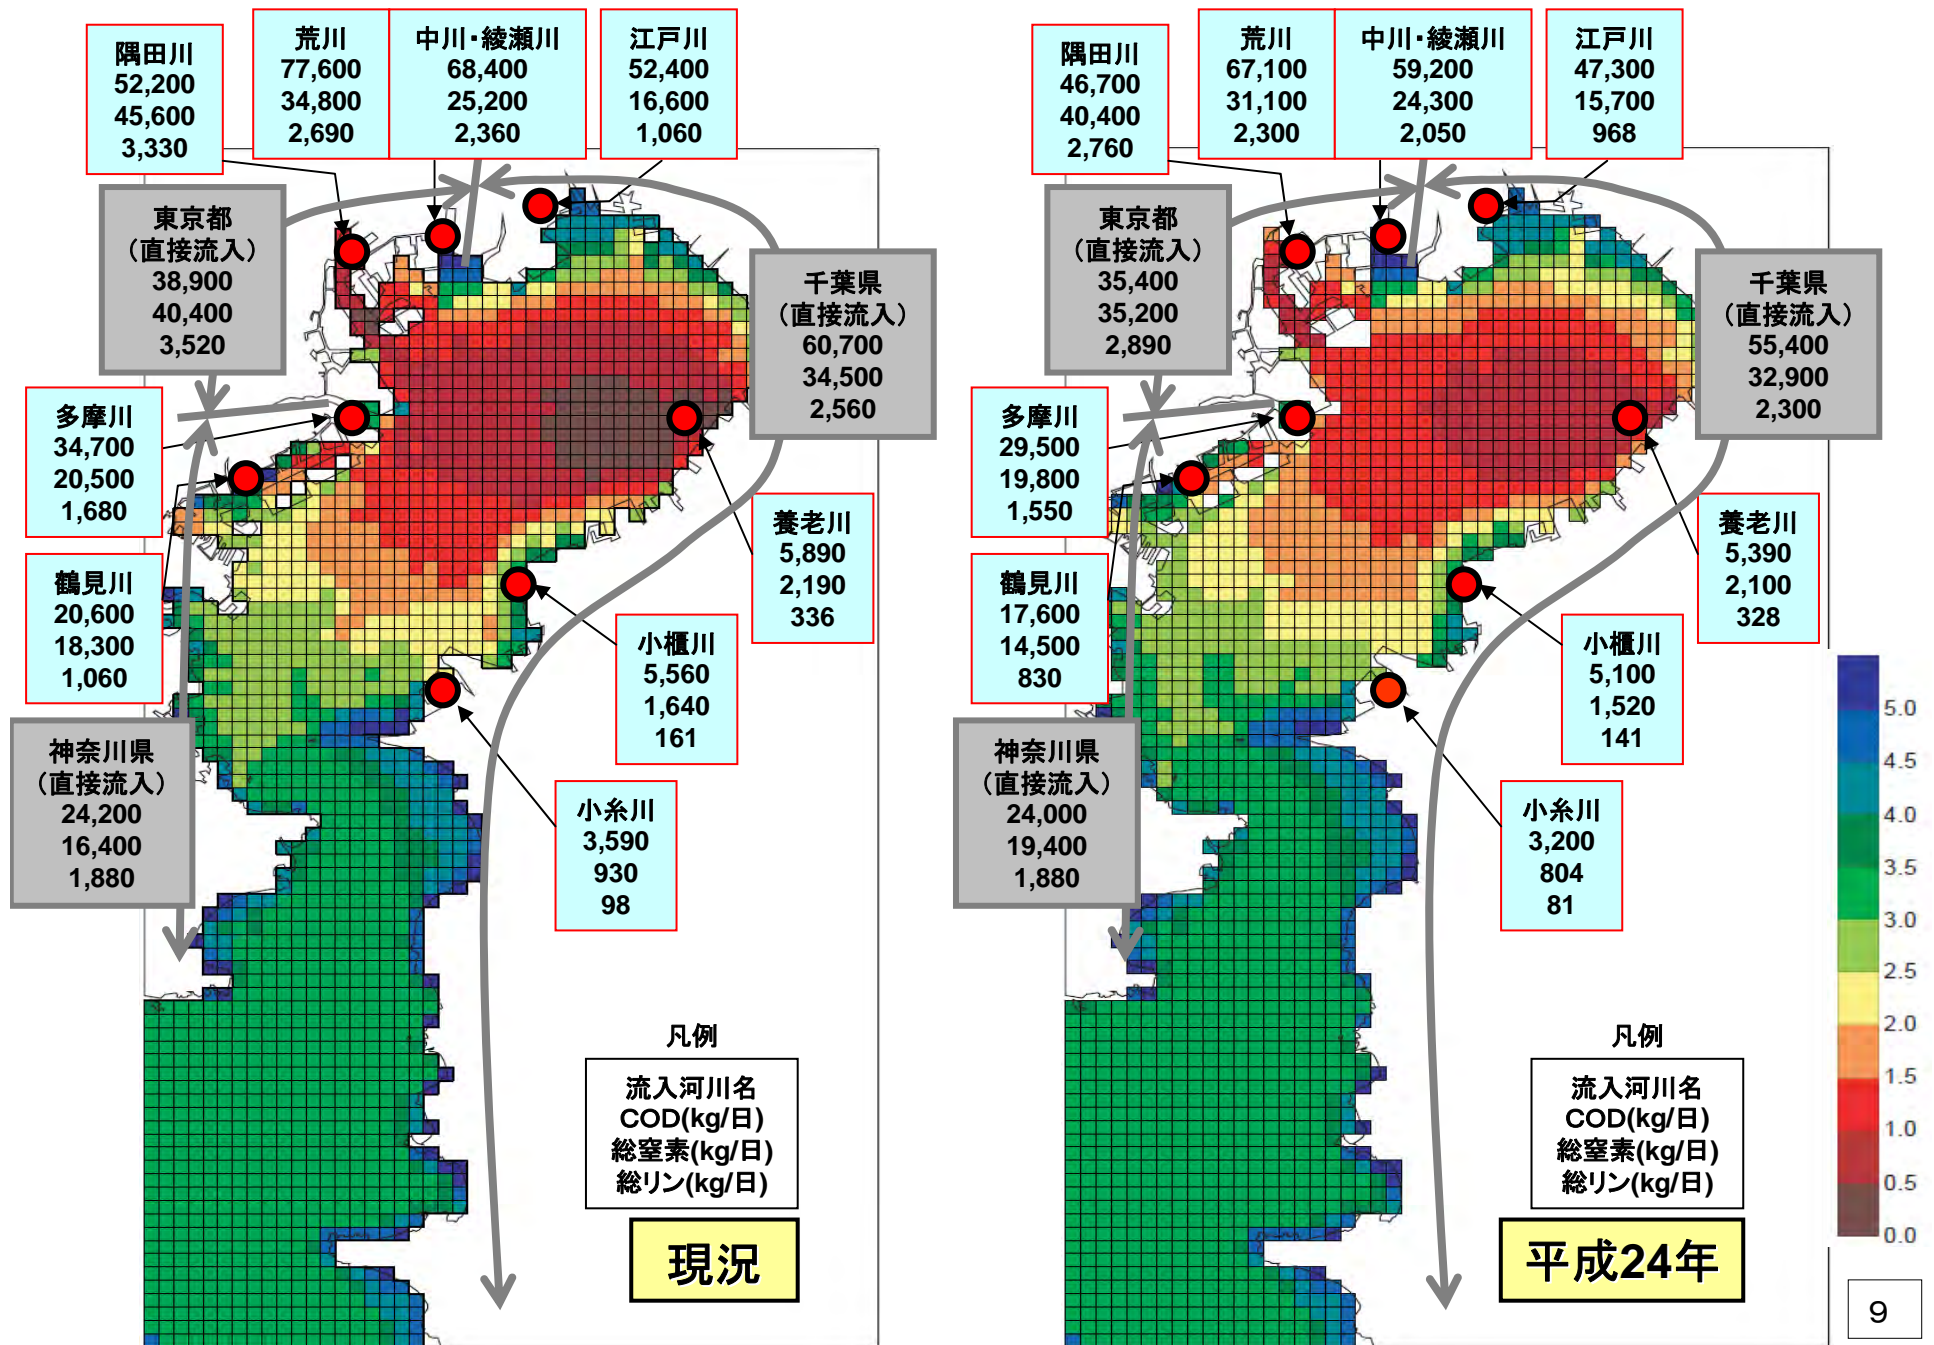 隅田川
52,200
45,600
3,330
荒川
77,600
34,800
2,690
中川・綾瀬川
68,400
25,200
2,360
江戸川
52,400
16,600
1,060
東京都
（直接流入）
38,900
40,400
3,520
千葉県
（直接流入）
60,700
34,500
2,560
多摩川
34,700
20,500
1,680
鶴見川
20,600
18,300
1,060
神奈川県
（直接流入）
24,200
16,400
1,880
養老川
5,890
2,190
336
小櫃川
5,560
1,640
161
小糸川
3,590
930
98
凡例
流入河川名
COD(kg/日)
総窒素(kg/日)
総リン(kg/日)
現況
隅田川
46,700
40,400
2,760
荒川
67,100
31,100
2,300
中川・綾瀬川
59,200
24,300
2,050
江戸川
47,300
15,700
968
東京都
（直接流入）
35,400
35,200
2,890
千葉県
（直接流入）
55,400
32,900
2,300
多摩川
29,500
19,800
1,550
鶴見川
17,600
14,500
830
神奈川県
（直接流入）
24,000
19,400
1,880
養老川
5,390
2,100
328
小櫃川
5,100
1,520
141
小糸川
3,200
804
81
凡例
流入河川名
COD(kg/日)
総窒素(kg/日)
総リン(kg/日)
平成24年
5.0
4.5
4.0
3.5
3.0
2.5
2.0
1.5
1.0
0.5
0.0
9